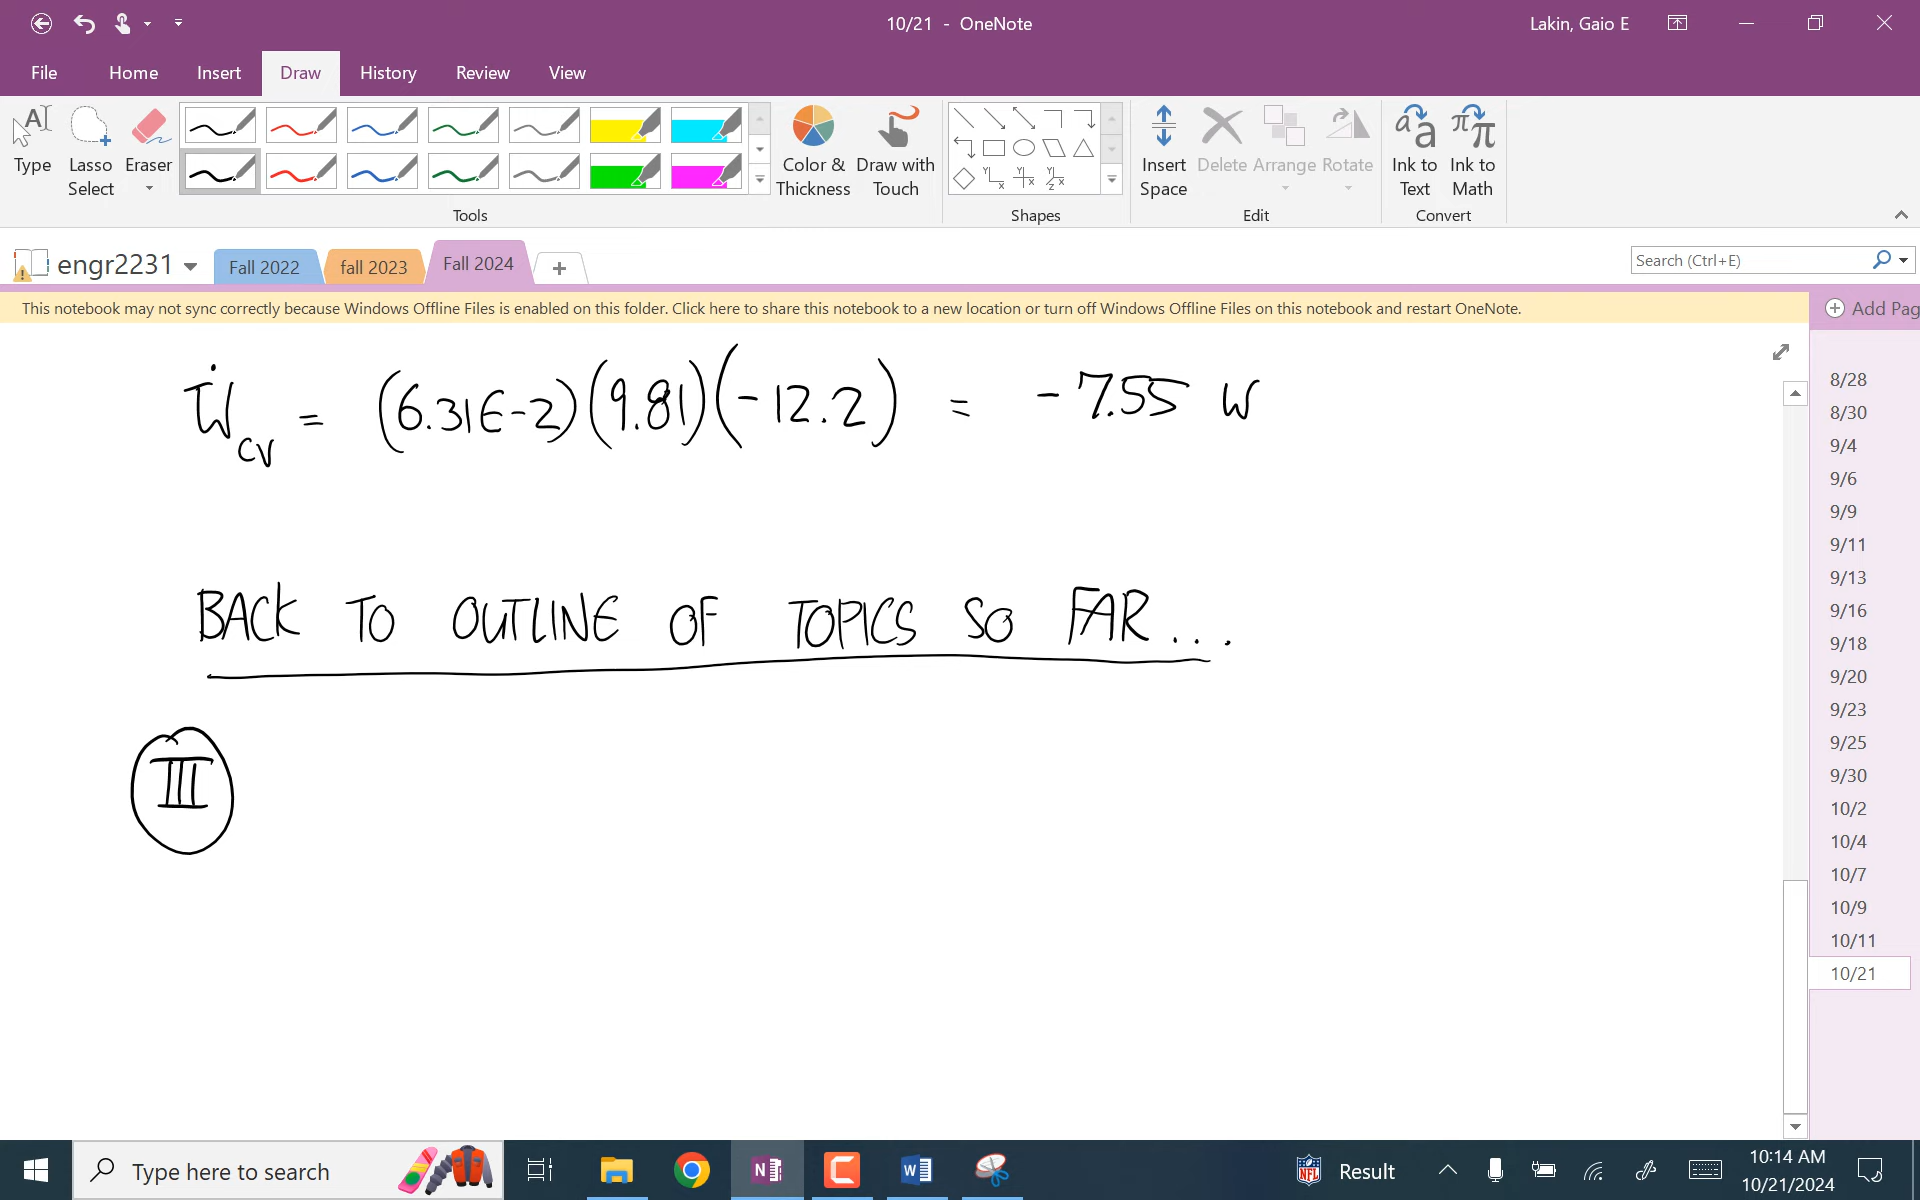 10/21 - OneNote
Lakin, Gaio E
File Home Insert Draw History Review View
Type
Lasso Select
Eraser
Color & Thickness
Draw with Touch
Insert Space
Delete
Arrange
Rotate
Ink to Text
Ink to Math
Tools
Shapes
Edit
Convert
engr2231
Fall 2022
fall 2023
Fall 2024
Search (Ctrl+E)
This notebook may not sync correctly because Windows Offline Files is enabled on this folder. Click here to share this notebook to a new location or turn off Windows Offline Files on this notebook and restart OneNote.
Add Pag
Ẇcv = (6.31E-2)(9.81)(-12.2) = -7.55 W
BACK TO OUTLINE OF TOPICS SO FAR...
III
8/28
8/30
9/4
9/6
9/9
9/11
9/13
9/16
9/18
9/20
9/23
9/25
9/30
10/2
10/4
10/7
10/9
10/11
10/21
Type here to search
Result
10:14 AM
10/21/2024